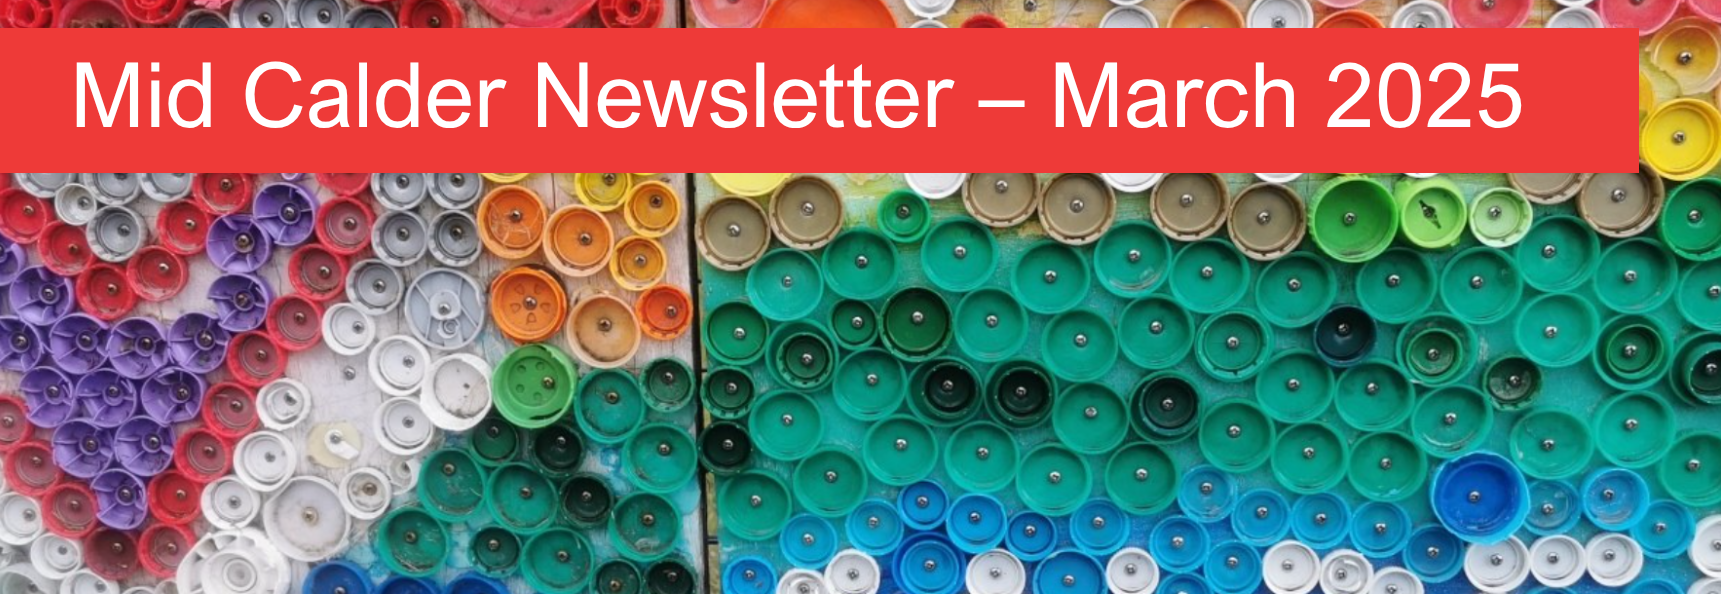 Mid Calder Newsletter – March 2025